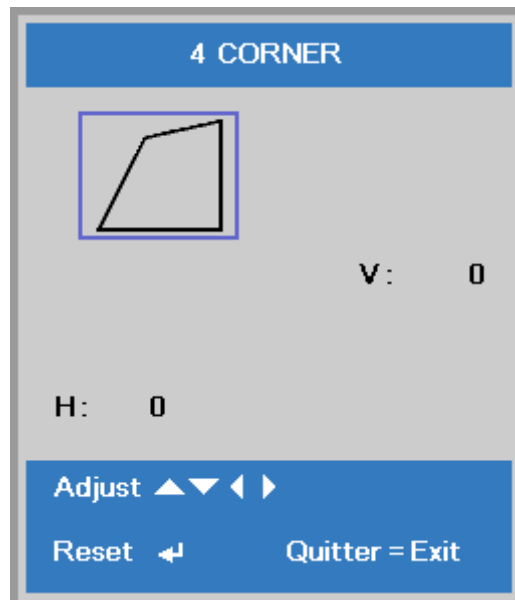 4 CORNER
V: 0
H: 0
Adjust ▲▼◀▶
Reset ↵ Quitter = Exit